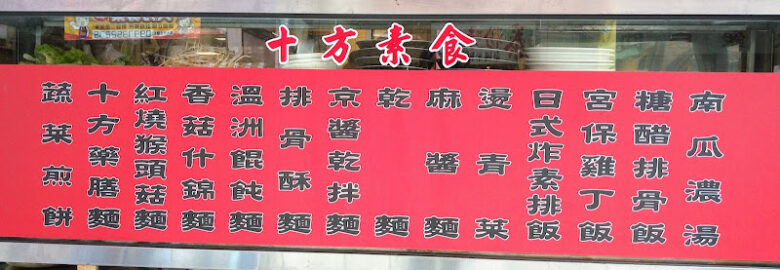 十方素食
南瓜濃湯
糖醋排骨飯
宮保雞丁飯
日式炸素排飯
燙青菜
麻醬麵
乾麵
京醬乾拌麵
排骨酥麵
溫洲餛飩麵
香菇什錦麵
紅燒猴頭菇麵
十方藥膳麵
蔬菜煎餅